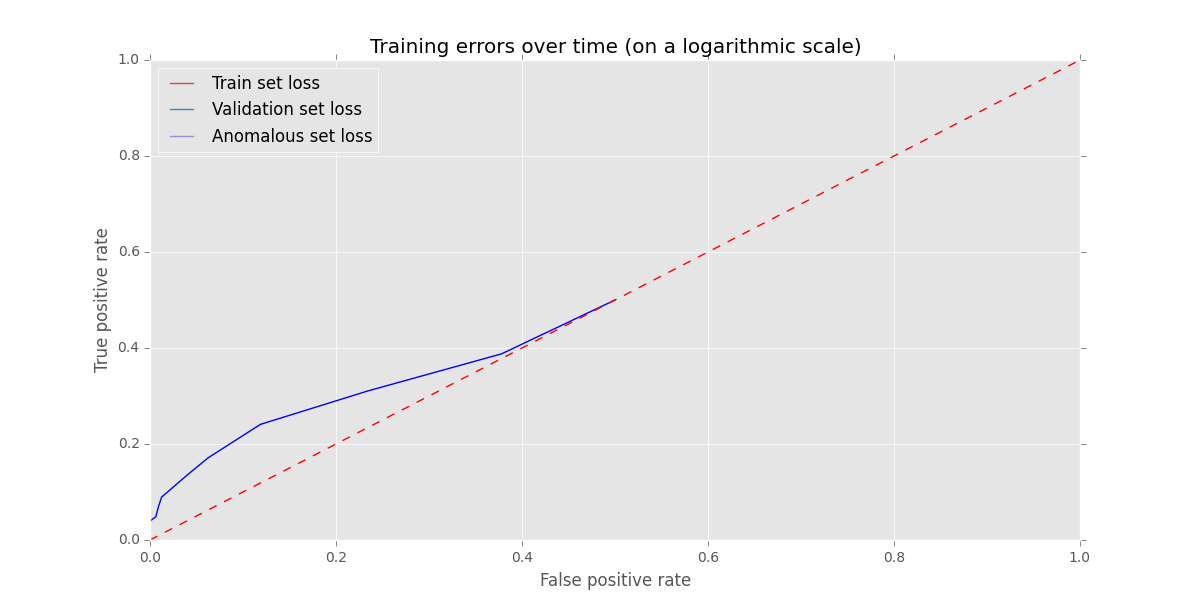 Training errors over time (on a logarithmic scale)
Train set loss
Validation set loss
Anomalous set loss
True positive rate
1.0
0.8
0.6
0.4
0.2
0.0
0.0 0.2 0.4 0.6 0.8 1.0
False positive rate